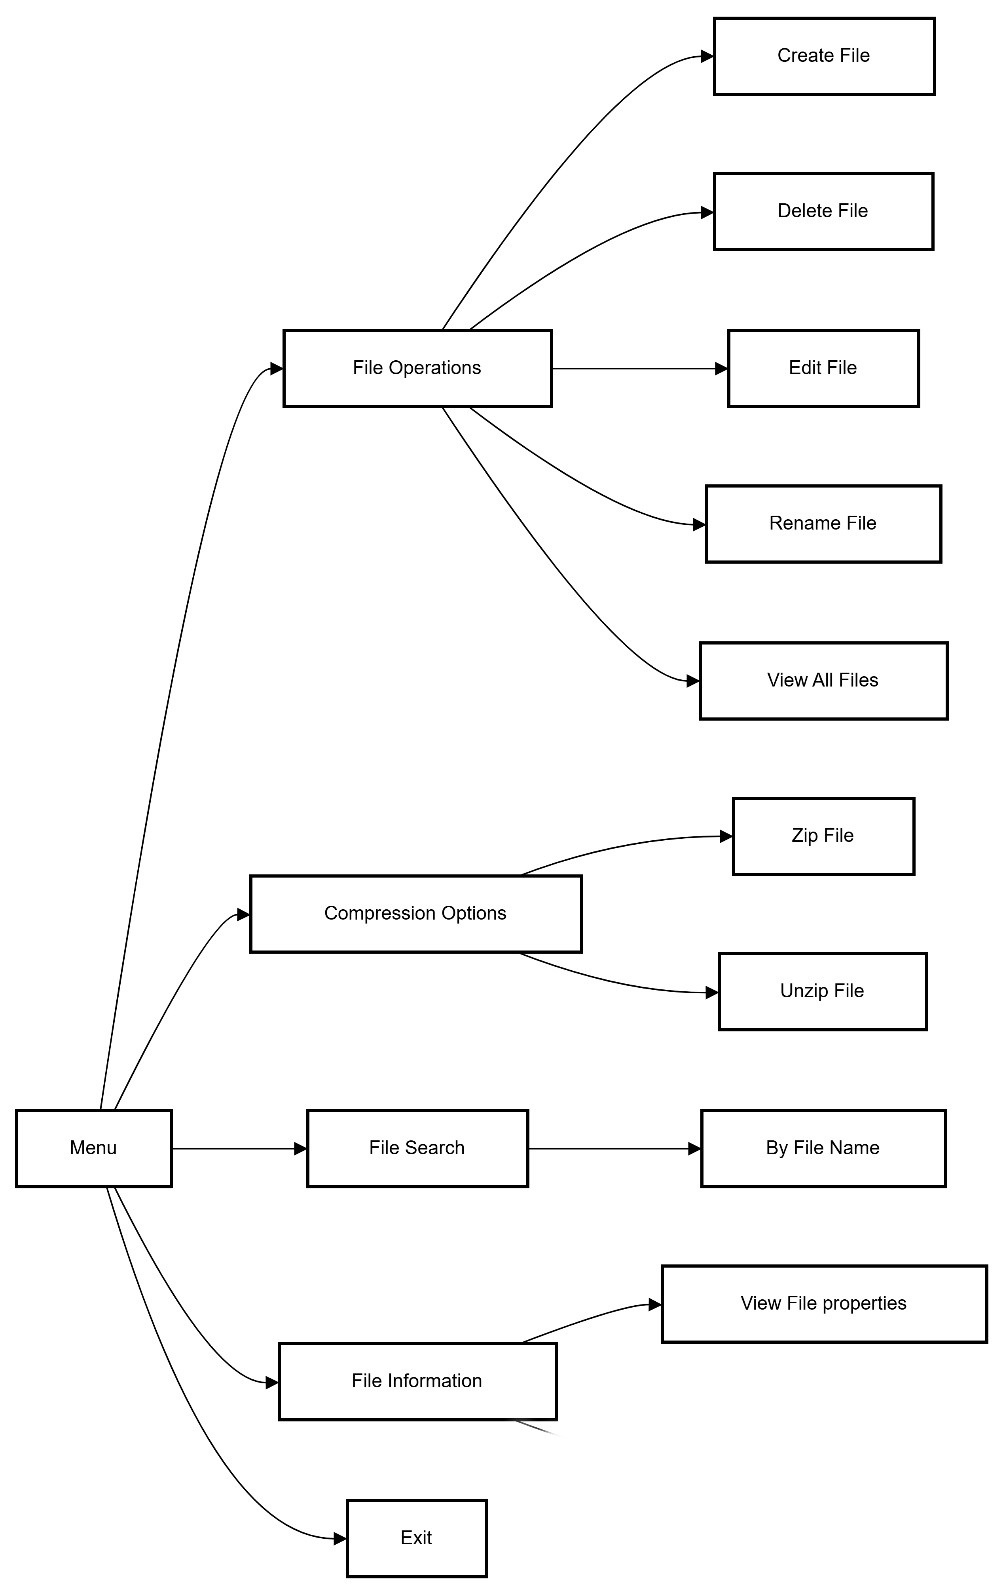 Create File
Delete File
File Operations
Edit File
Rename File
View All Files
Zip File
Compression Options
Unzip File
Menu
File Search
By File Name
View File properties
File Information
Exit